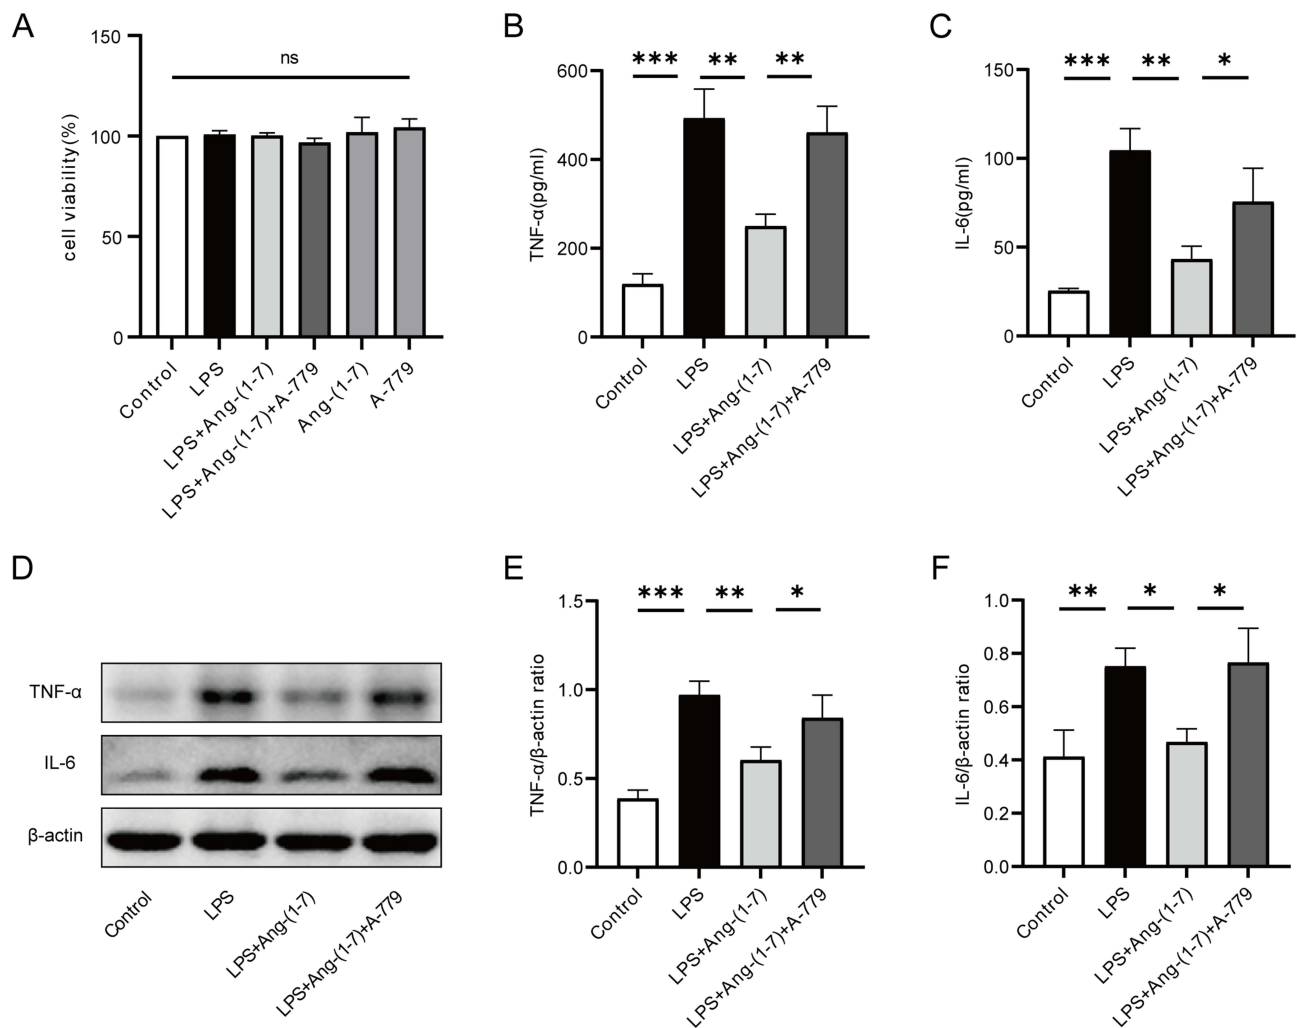 A
150
100
50
0
cell viability(%)
ns
Control
LPS
LPS+Ang-(1-7)
LPS+Ang-(1-7)+A-779
Ang-(1-7)
A-779
B
600
400
200
0
TNF-α(pg/ml)
*** ** **
Control
LPS
LPS+Ang-(1-7)
LPS+Ang-(1-7)+A-779
C
150
100
50
0
IL-6(pg/ml)
*** ** *
Control
LPS
LPS+Ang-(1-7)
LPS+Ang-(1-7)+A-779
D
TNF-α
IL-6
β-actin
Control
LPS
LPS+Ang-(1-7)
LPS+Ang-(1-7)+A-779
E
1.5
1.0
0.5
0.0
TNF-α/β-actin ratio
*** ** *
Control
LPS
LPS+Ang-(1-7)
LPS+Ang-(1-7)+A-779
F
1.0
0.8
0.6
0.4
0.2
0.0
IL-6/β-actin ratio
** * *
Control
LPS
LPS+Ang-(1-7)
LPS+Ang-(1-7)+A-779